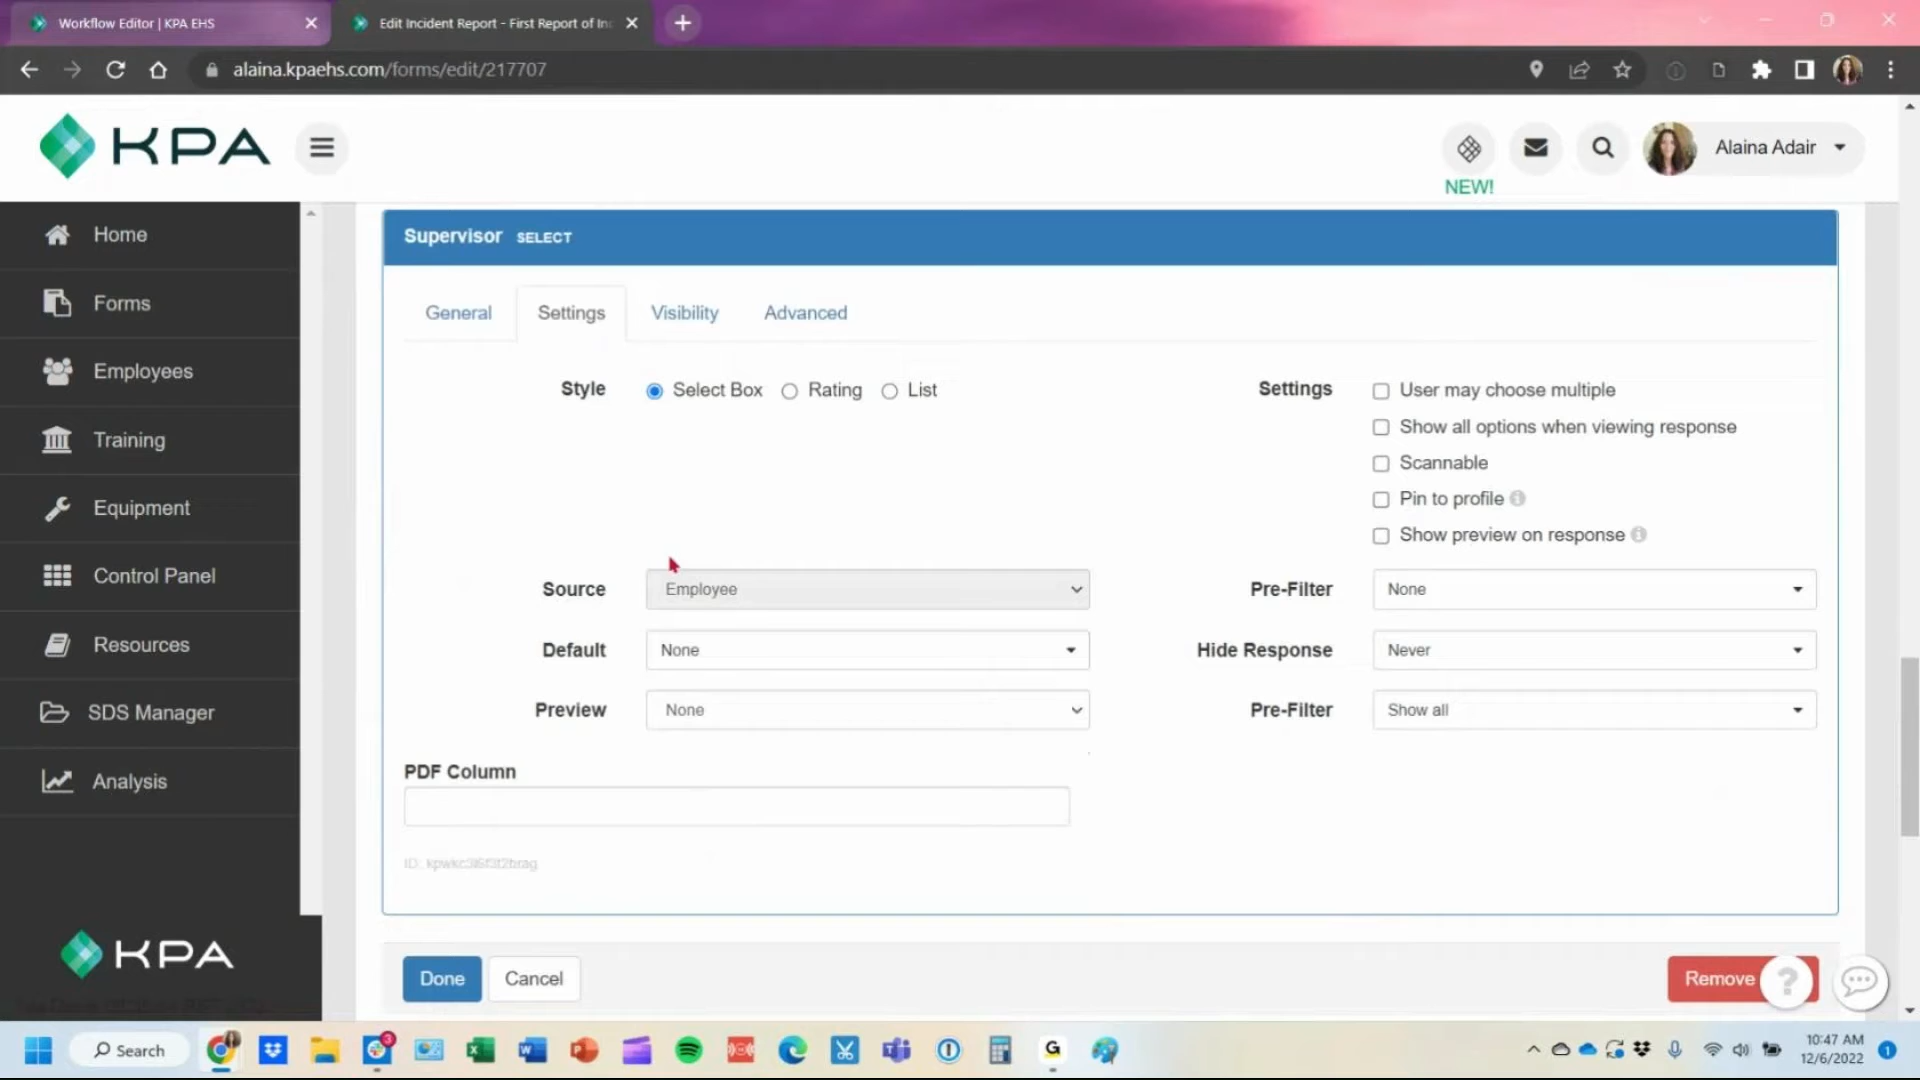 Workflow Editor | KPA EHS
Edit Incident Report - First Report of In
alaina.kpaehs.com/forms/edit/217707
KPA
NEW!
Alaina Adair
Home
Forms
Employees
Training
Equipment
Control Panel
Resources
SDS Manager
Analysis
KPA
Supervisor SELECT
General Settings Visibility Advanced
Style Select Box Rating List
Settings User may choose multiple
Show all options when viewing response
Scannable
Pin to profile
Show preview on response
Source Employee Pre-Filter None
Default None Hide Response Never
Preview None Pre-Filter Show all
PDF Column
Done Cancel Remove ?
Search
3
10:47 AM
12/6/2022
1